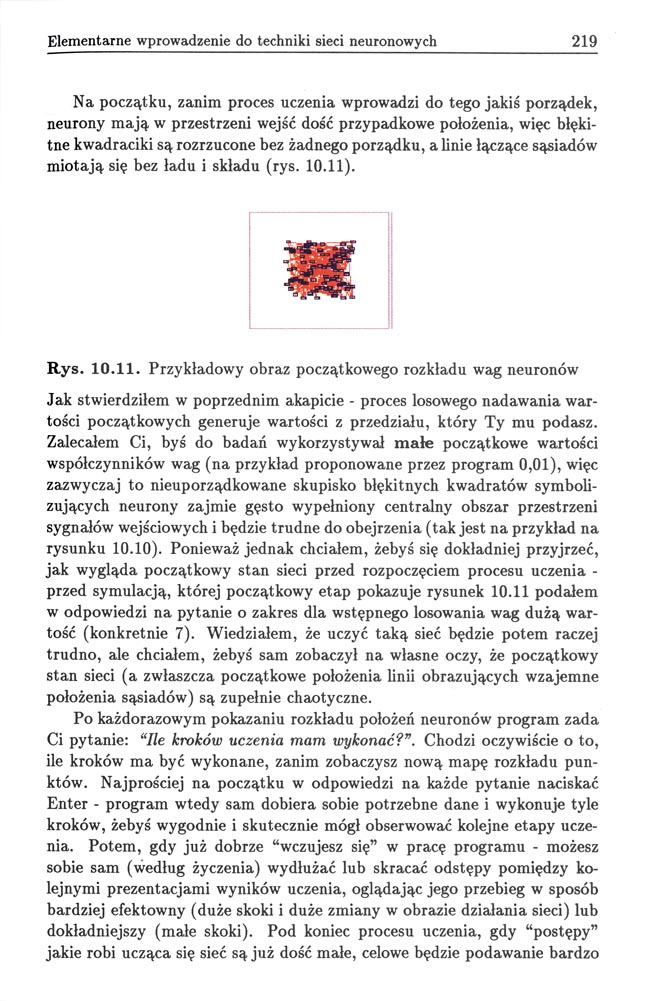 Elementarne wprowadzenie do techniki sieci neuronowych 219
Na początku, zanim proces uczenia wprowadzi do tego jakiś porządek,
neurony mają w przestrzeni wejść dość przypadkowe położenia, więc błęki-
tne kwadraciki są rozrzucone bez żadnego porządku, a linie łączące sąsiadów
miotają się bez ładu i składu (rys. 10.11).
Rys. 10.11. Przykładowy obraz początkowego rozkładu wag neuronów
Jak stwierdziłem w poprzednim akapicie - proces losowego nadawania war-
tości początkowych generuje wartości z przedziału, który Ty mu podasz.
Zalecałem Ci, byś do badań wykorzystywał małe początkowe wartości
współczynników wag (na przykład proponowane przez program 0,01), więc
zazwyczaj to nieuporządkowane skupisko błękitnych kwadratów symboli-
zujących neurony zajmie gęsto wypełniony centralny obszar przestrzeni
sygnałów wejściowych i będzie trudne do obejrzenia (tak jest na przykład na
rysunku 10.10). Ponieważ jednak chciałem, żebyś się dokładniej przyjrzeć,
jak wygląda początkowy stan sieci przed rozpoczęciem procesu uczenia -
przed symulacją, której początkowy etap pokazuje rysunek 10.11 podałem
w odpowiedzi na pytanie o zakres dla wstępnego losowania wag dużą war-
tość (konkretnie 7). Wiedziałem, że uczyć taką sieć będzie potem raczej
trudno, ale chciałem, żebyś sam zobaczył na własne oczy, że początkowy
stan sieci (a zwłaszcza początkowe położenia linii obrazujących wzajemne
położenia sąsiadów) są zupełnie chaotyczne.
Po każdorazowym pokazaniu rozkładu położeń neuronów program zada
Ci pytanie: “Ile kroków uczenia mam wykonać?”. Chodzi oczywiście o to,
ile kroków ma być wykonane, zanim zobaczysz nową mapę rozkładu pun-
któw. Najprościej na początku w odpowiedzi na każde pytanie naciskać
Enter - program wtedy sam dobiera sobie potrzebne dane i wykonuje tyle
kroków, żebyś wygodnie i skutecznie mógł obserwować kolejne etapy ucze-
nia. Potem, gdy już dobrze “wczujesz się” w pracę programu - możesz
sobie sam (według życzenia) wydłużać lub skracać odstępy pomiędzy ko-
lejnymi prezentacjami wyników uczenia, oglądając jego przebieg w sposób
bardziej efektowny (duże skoki i duże zmiany w obrazie działania sieci) lub
dokładniejszy (małe skoki). Pod koniec procesu uczenia, gdy “postępy”
jakie robi ucząca się sieć są już dość małe, celowe będzie podawanie bardzo